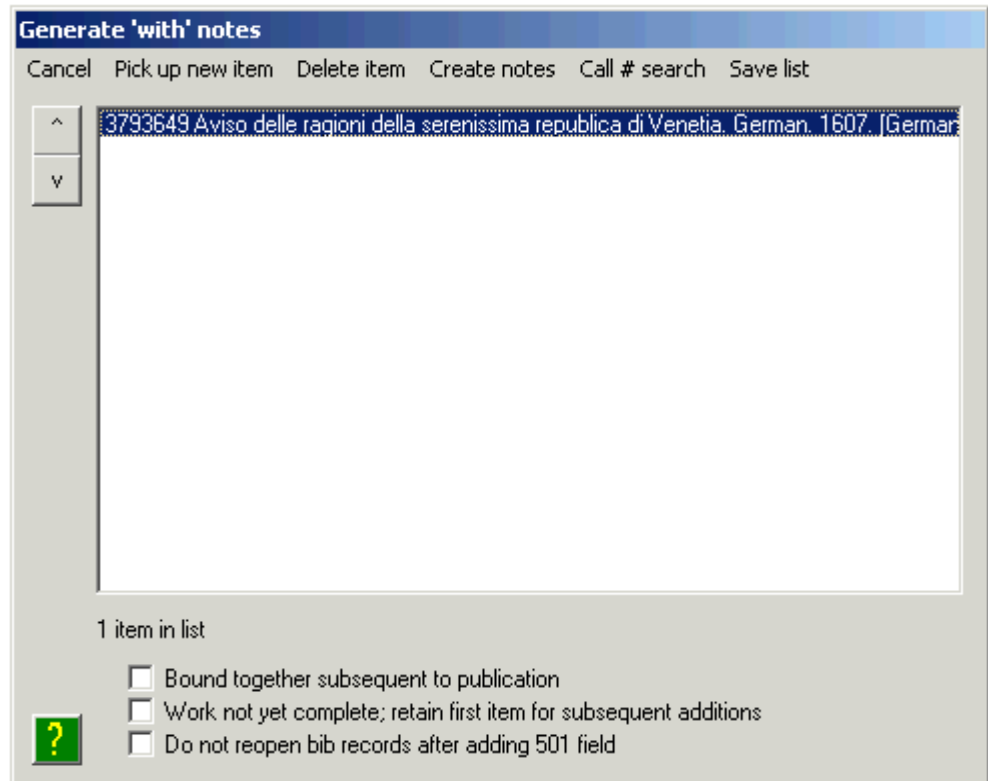 Generate 'with' notes
Cancel Pick up new item Delete item Create notes Call # search Save list
^
3793649 Aviso delle ragioni della serenissima republica di Venetia. German. 1607. [German
v
1 item in list
Bound together subsequent to publication
Work not yet complete; retain first item for subsequent additions
? Do not reopen bib records after adding 501 field